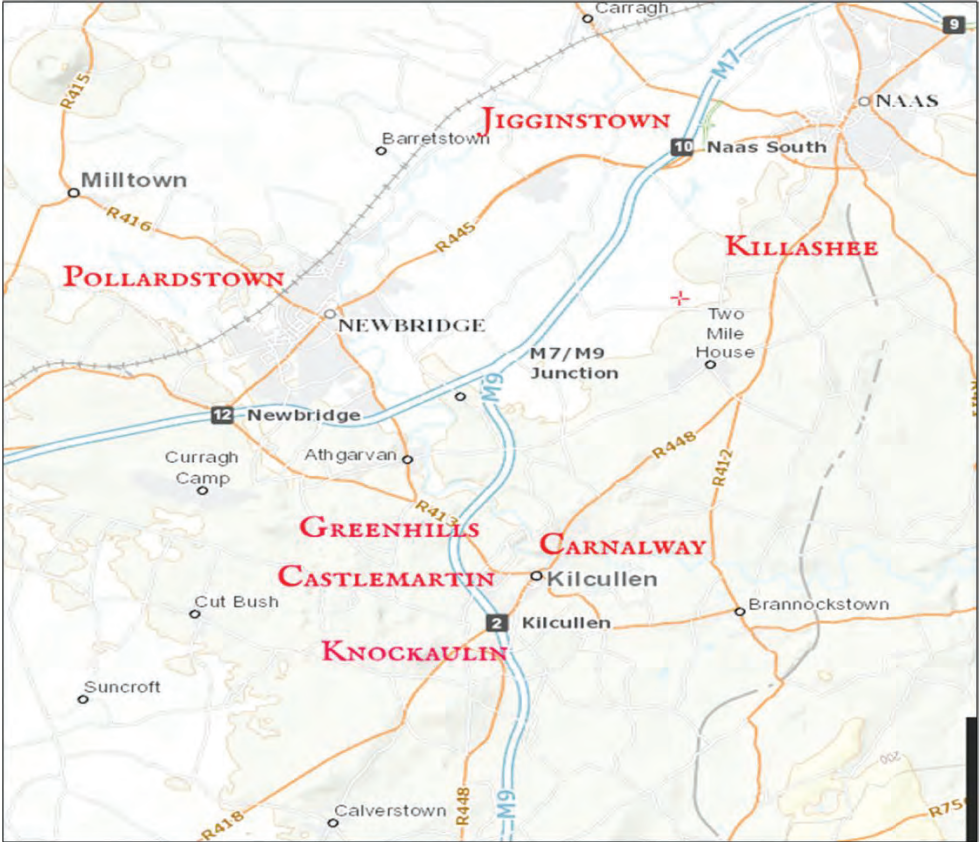 Carragh
9
M7
R415
NAAS
JIGGINSTOWN
Barretstown
10 Naas South
Milltown
R416
R445
KILLASHEE
POLLARDSTOWN
Two
Mile
House
NEWBRIDGE
M7/M9
Junction
M9
12 Newbridge
R448
Athgarvan
Curragh
Camp
R412
R413
GREENHILLS
CARNALWAY
CASTLEMARTIN
Kilcullen
Cut Bush
Brannockstown
2 Kilcullen
KNOCKAULIN
Suncroft
200
Calverstown
R448
M9
R418